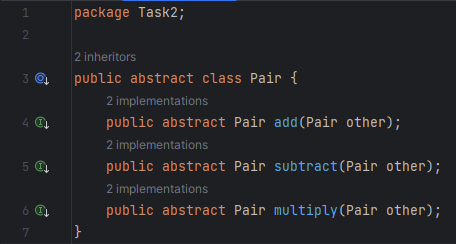 1 package Task2;
2
2 inheritors
3 public abstract class Pair {
2 implementations
4 public abstract Pair add(Pair other);
2 implementations
5 public abstract Pair subtract(Pair other);
2 implementations
6 public abstract Pair multiply(Pair other);
7 }